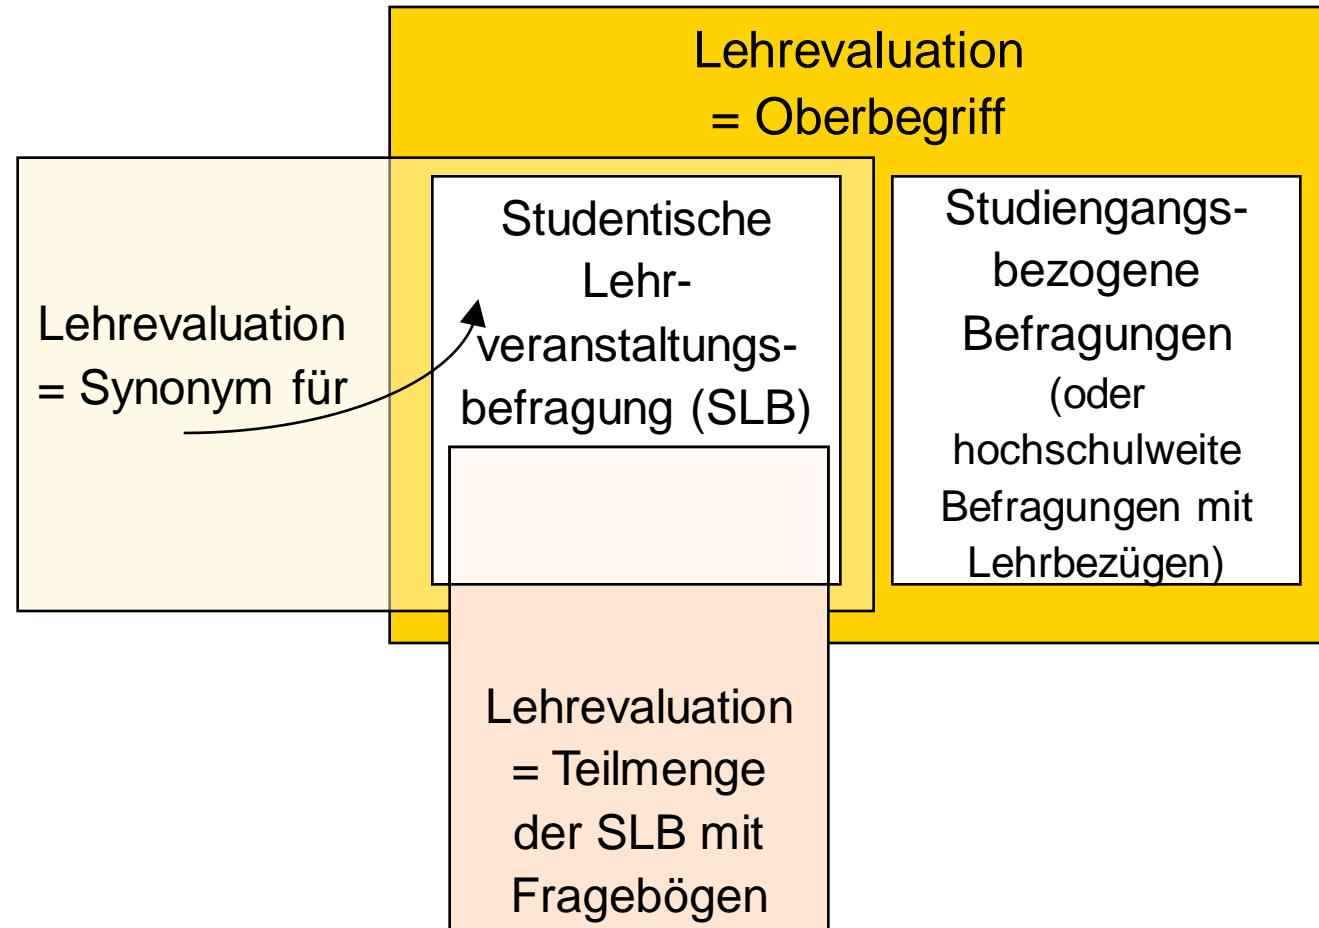 Lehrevaluation
= Oberbegriff
Lehrevaluation
= Synonym für
Studentische
Lehr-
veranstaltungs-
befragung (SLB)
Studiengangs-
bezogene
Befragungen
(oder
hochschulweite
Befragungen mit
Lehrbezügen)
Lehrevaluation
= Teilmenge
der SLB mit
Fragebögen